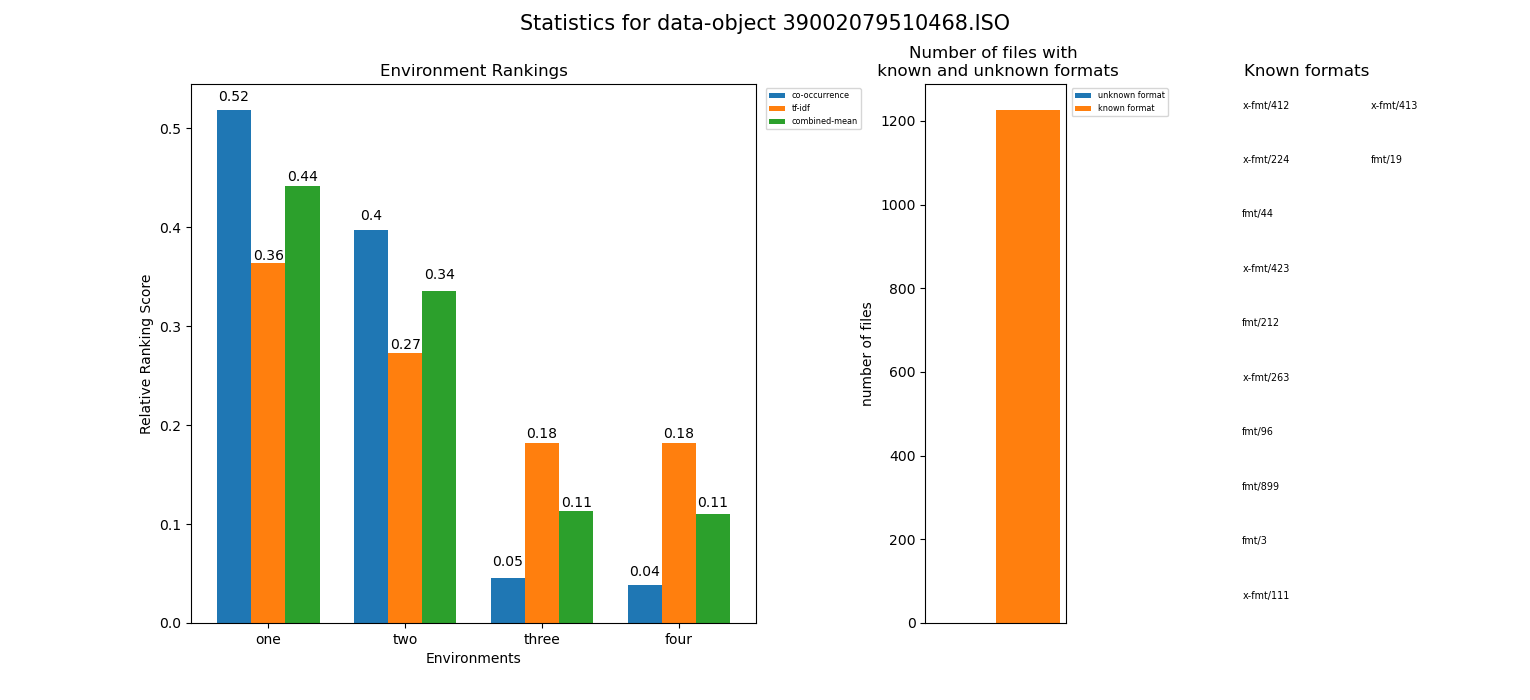 Statistics for data-object 39002079510468.ISO
Environment Rankings
Relative Ranking Score
0.5
0.4
0.3
0.2
0.1
0.0
0.52
0.36
0.44
0.4
0.27
0.34
0.05
0.18
0.11
0.04
0.18
0.11
one two three four
Environments
co-occurrence
tf-idf
combined-mean
Number of files with
known and unknown formats
number of files
1200
1000
800
600
400
200
0
unknown format
known format
Known formats
x-fmt/412 x-fmt/413
x-fmt/224 fmt/19
fmt/44
x-fmt/423
fmt/212
x-fmt/263
fmt/96
fmt/899
fmt/3
x-fmt/111